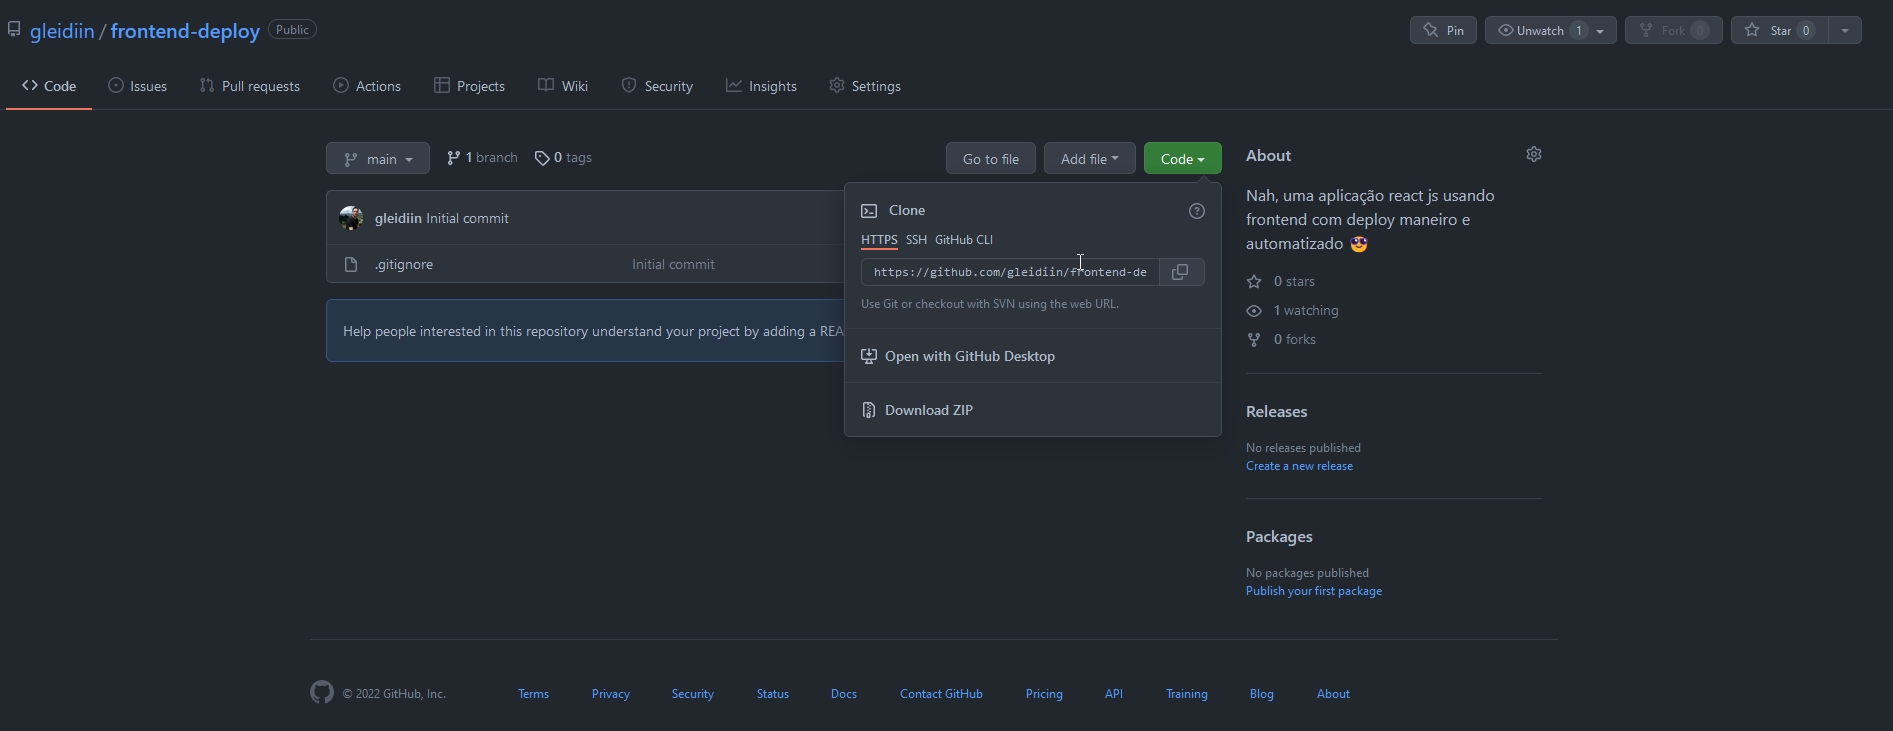 gleidiin / frontend-deploy Public
Pin Unwatch 1 Fork 0 Star 0
Code Issues Pull requests Actions Projects Wiki Security Insights Settings
main 1 branch 0 tags Go to file Add file Code
gleidiin Initial commit
.gitignore Initial commit
Help people interested in this repository understand your project by adding a REA
Clone
HTTPS SSH GitHub CLI
https://github.com/gleidiin/frontend-de
Use Git or checkout with SVN using the web URL.
Open with GitHub Desktop
Download ZIP
About
Nah, uma aplicação react js usando
frontend com deploy maneiro e
automatizado 😎
0 stars
1 watching
0 forks
Releases
No releases published
Create a new release
Packages
No packages published
Publish your first package
© 2022 GitHub, Inc. Terms Privacy Security Status Docs Contact GitHub Pricing API Training Blog About